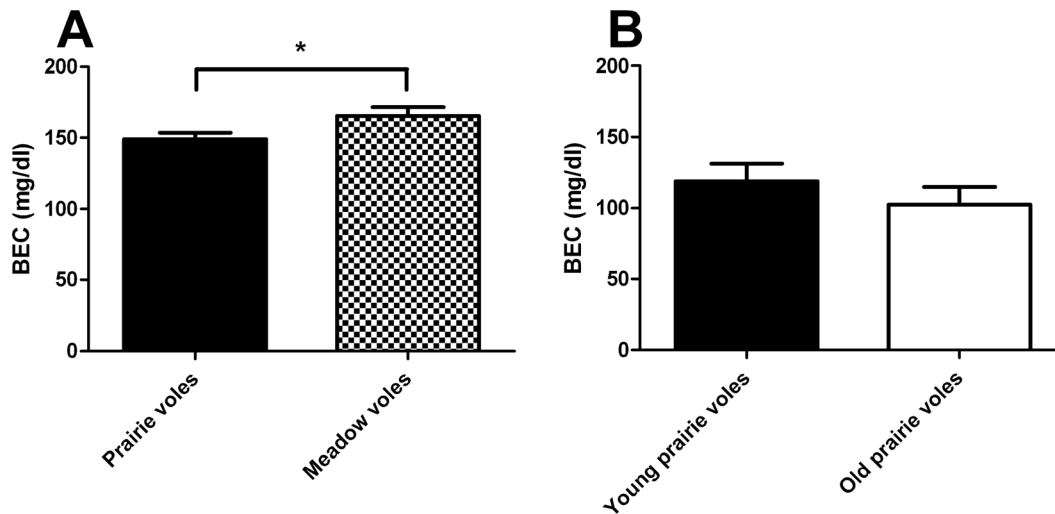 A
*
200
150
100
50
0
BEC (mg/dl)
Prairie voles
Meadow voles
B
200
150
100
50
0
BEC (mg/dl)
Young prairie voles
Old prairie voles